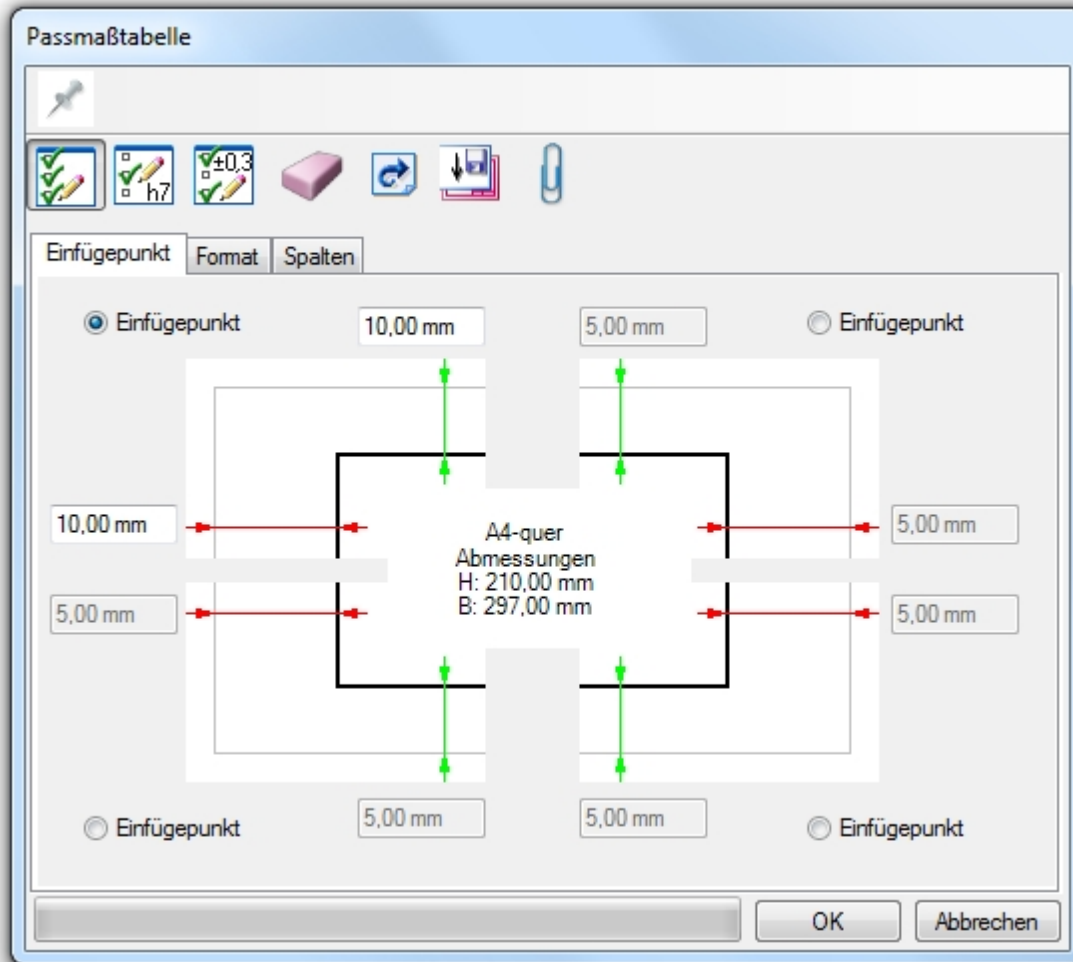 Passmaßtabelle
h7
±0,3
Einfügepunkt Format Spalten
Einfügepunkt 10,00 mm 5,00 mm Einfügepunkt
10,00 mm 5,00 mm
A4-quer
Abmessungen
H: 210,00 mm
B: 297,00 mm
5,00 mm 5,00 mm
Einfügepunkt 5,00 mm 5,00 mm Einfügepunkt
OK Abbrechen